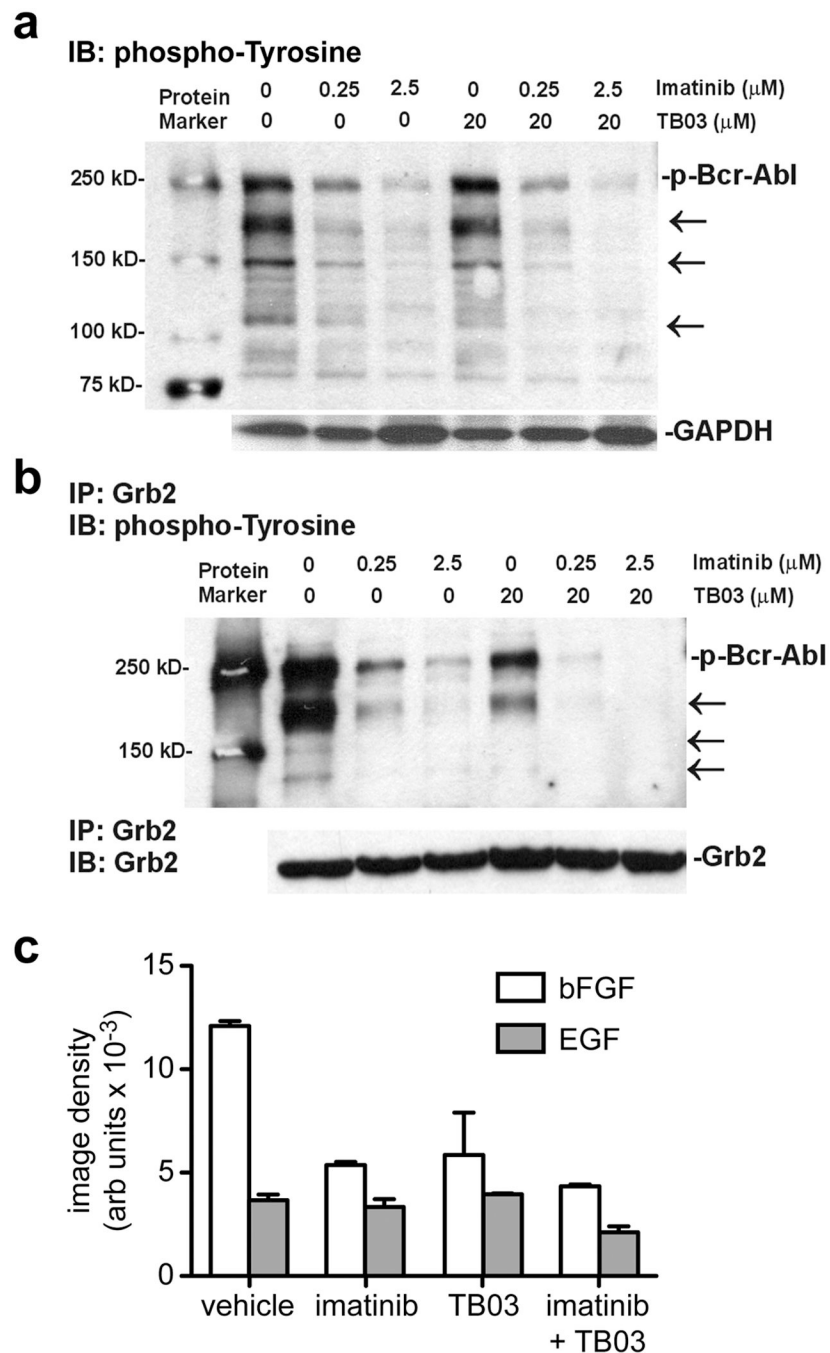 a
IB: phospho-Tyrosine
Protein Marker 0 0.25 2.5 0 0.25 2.5 Imatinib (µM)
0 0 0 20 20 20 TB03 (µM)
250 kD- -p-Bcr-Abl
←
150 kD- ←
100 kD- ←
75 kD-
-GAPDH
b
IP: Grb2
IB: phospho-Tyrosine
Protein Marker 0 0.25 2.5 0 0.25 2.5 Imatinib (µM)
0 0 0 20 20 20 TB03 (µM)
250 kD- -p-Bcr-Abl
←
150 kD- ←
←
IP: Grb2
IB: Grb2 -Grb2
c
image density
(arb units x 10-3)
15
10
5
0
bFGF
EGF
vehicle imatinib TB03 imatinib
+ TB03